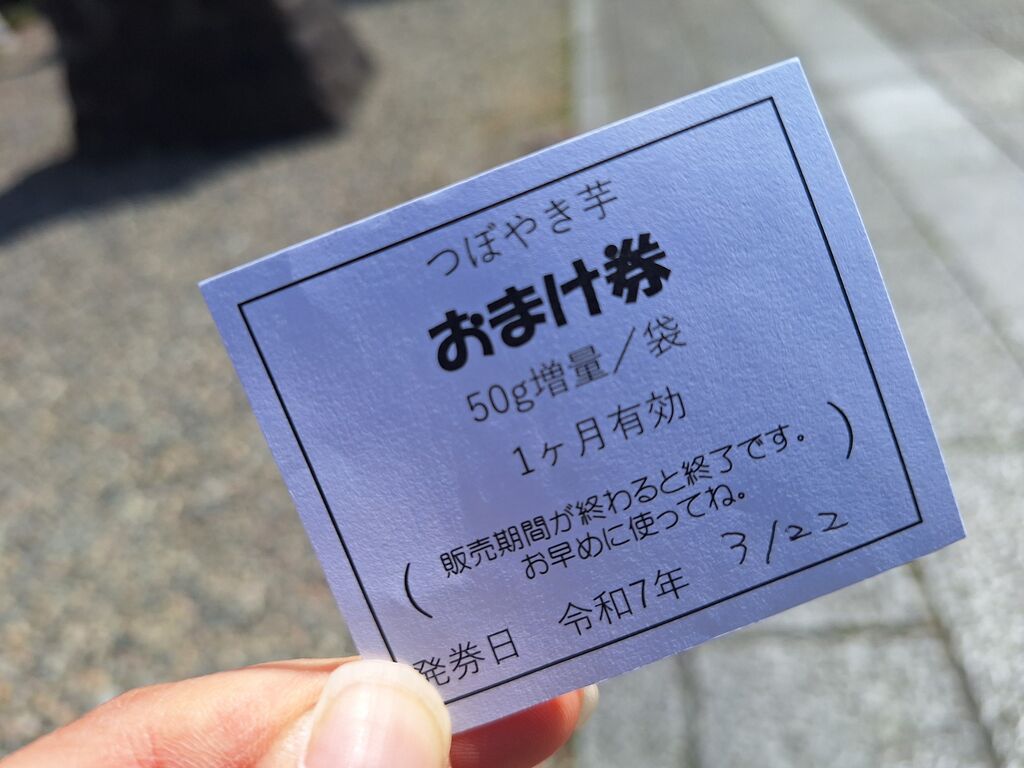 つぼやき芋
おまけ券
50g増量／袋
1ヶ月有効
(販売期間が終わると終了です。
お早めに使ってね。)
発券日 令和7年 3/22